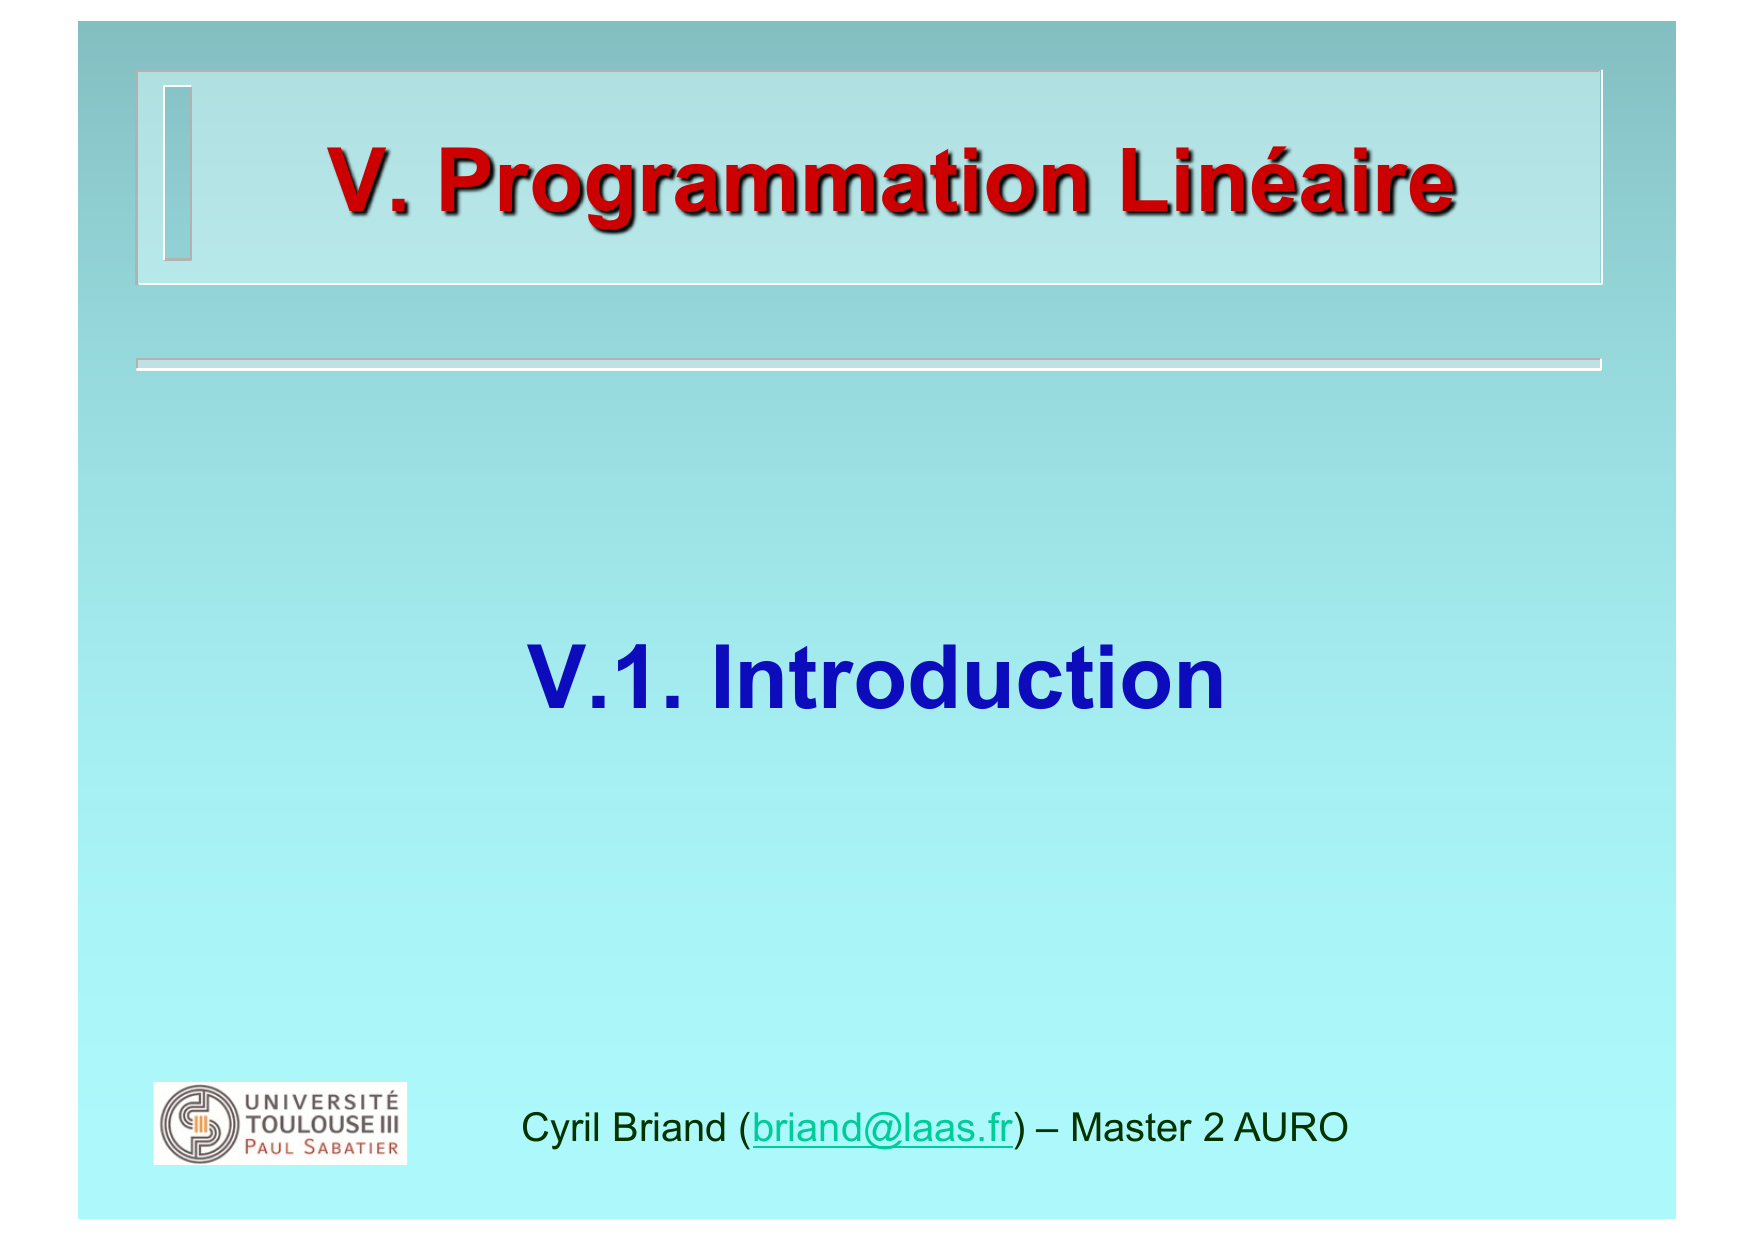 V. Programmation Linéaire
V.1. Introduction
UNIVERSITÉ
TOULOUSE III
PAUL SABATIER
Cyril Briand (briand@laas.fr) – Master 2 AURO